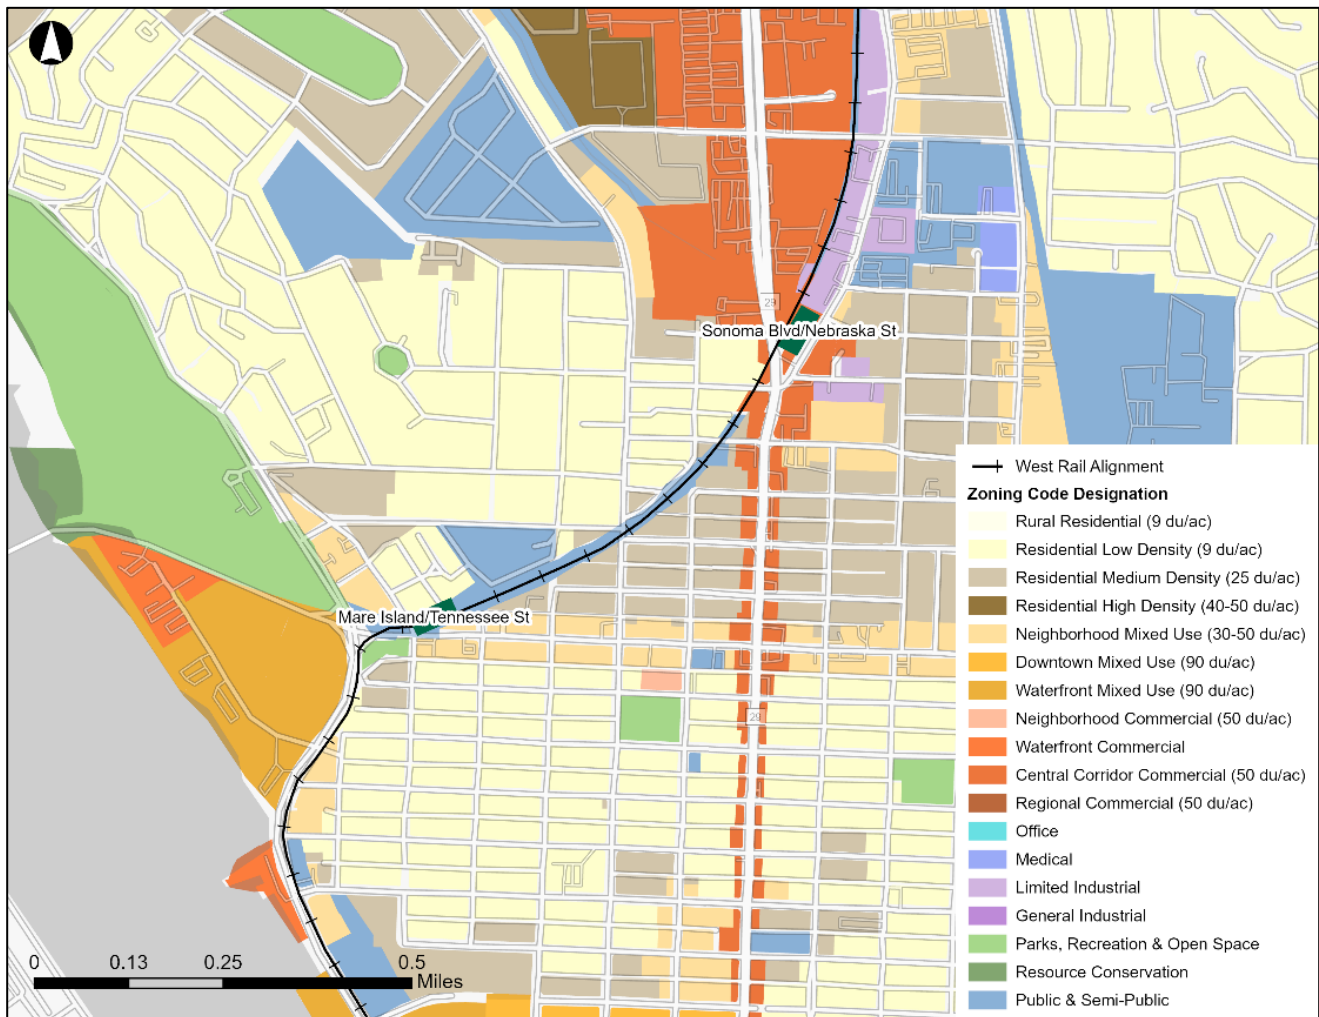 29
Sonoma Blvd/Nebraska St
West Rail Alignment
Zoning Code Designation
Rural Residential (9 du/ac)
Residential Low Density (9 du/ac)
Residential Medium Density (25 du/ac)
Residential High Density (40-50 du/ac)
Mare Island/Tennessee St
Neighborhood Mixed Use (30-50 du/ac)
Downtown Mixed Use (90 du/ac)
Waterfront Mixed Use (90 du/ac)
29
Neighborhood Commercial (50 du/ac)
Waterfront Commercial
Central Corridor Commercial (50 du/ac)
Regional Commercial (50 du/ac)
Office
Medical
Limited Industrial
General Industrial
Parks, Recreation & Open Space
Resource Conservation
Public & Semi-Public
0 0.13 0.25 0.5
Miles